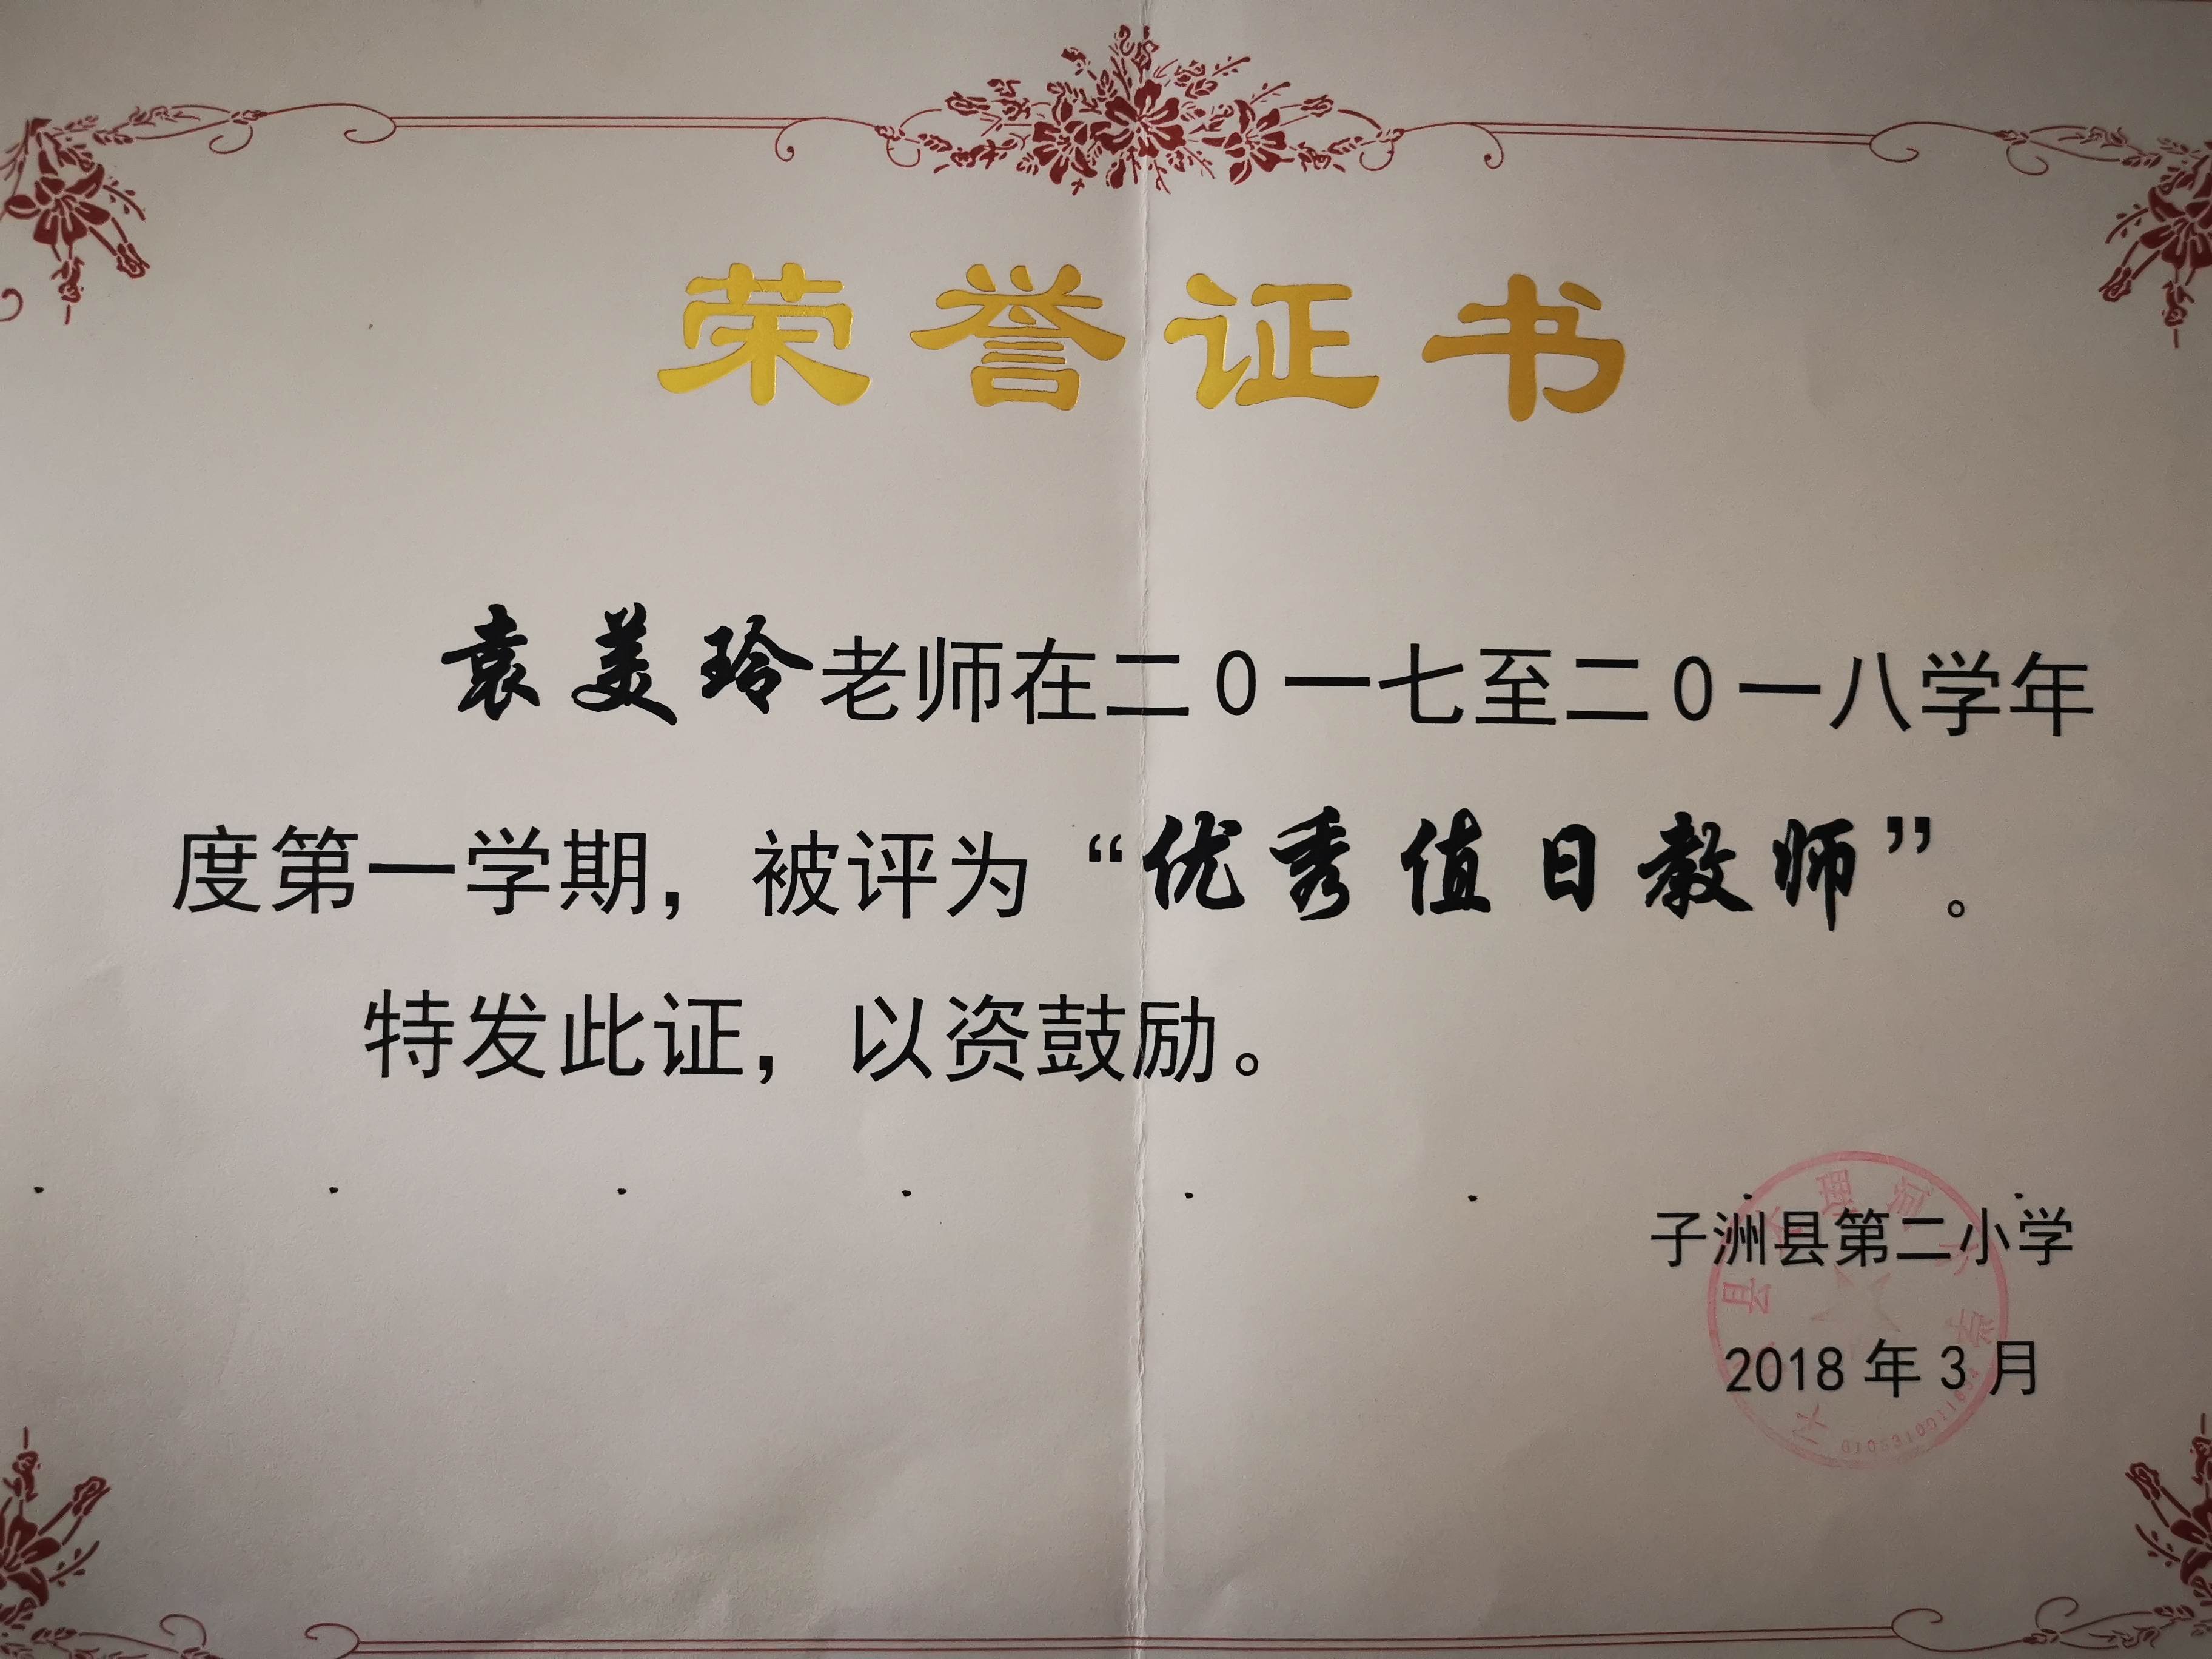 荣誉证书
袁美玲老师在二0一七至二0一八学年
度第一学期，被评为“优秀值日教师”。
特发此证，以资鼓励。
子洲县第二小学
2018年3月